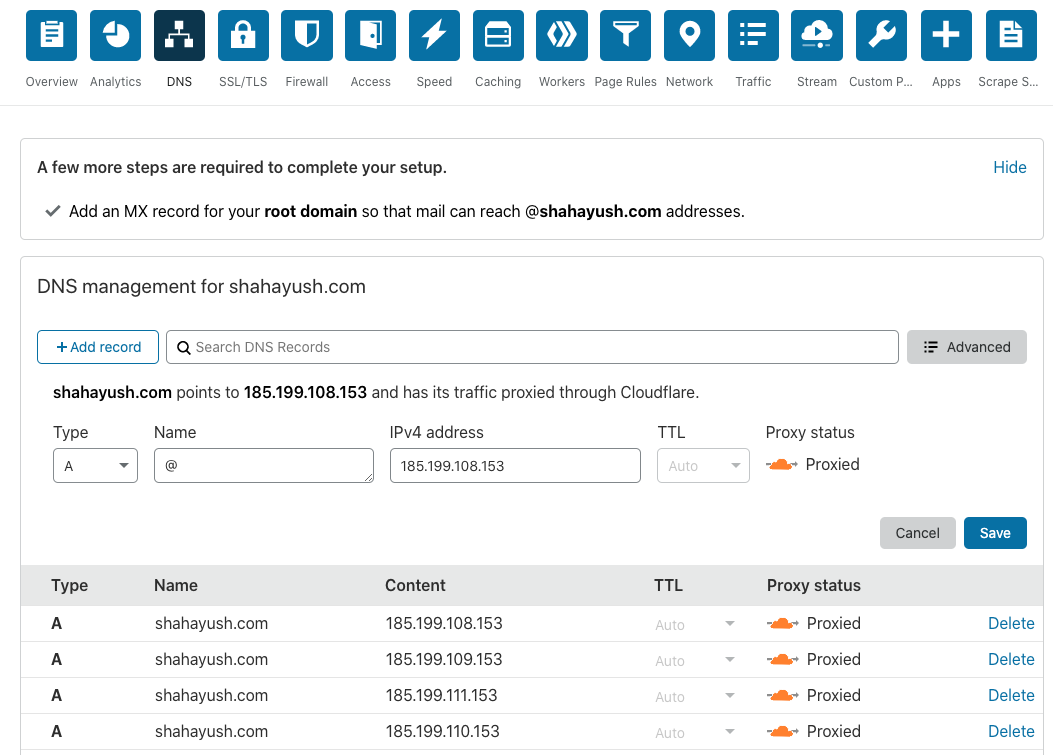 Overview Analytics DNS SSL/TLS Firewall Access Speed Caching Workers Page Rules Network Traffic Stream Custom P... Apps Scrape S...
A few more steps are required to complete your setup. Hide
Add an MX record for your root domain so that mail can reach @shahayush.com addresses.
DNS management for shahayush.com
+ Add record Search DNS Records Advanced
shahayush.com points to 185.199.108.153 and has its traffic proxied through Cloudflare.
Type Name IPv4 address TTL Proxy status
A @ 185.199.108.153 Auto Proxied
Cancel Save
Type Name Content TTL Proxy status
A shahayush.com 185.199.108.153 Auto Proxied Delete
A shahayush.com 185.199.109.153 Auto Proxied Delete
A shahayush.com 185.199.111.153 Auto Proxied Delete
A shahayush.com 185.199.110.153 Auto Proxied Delete